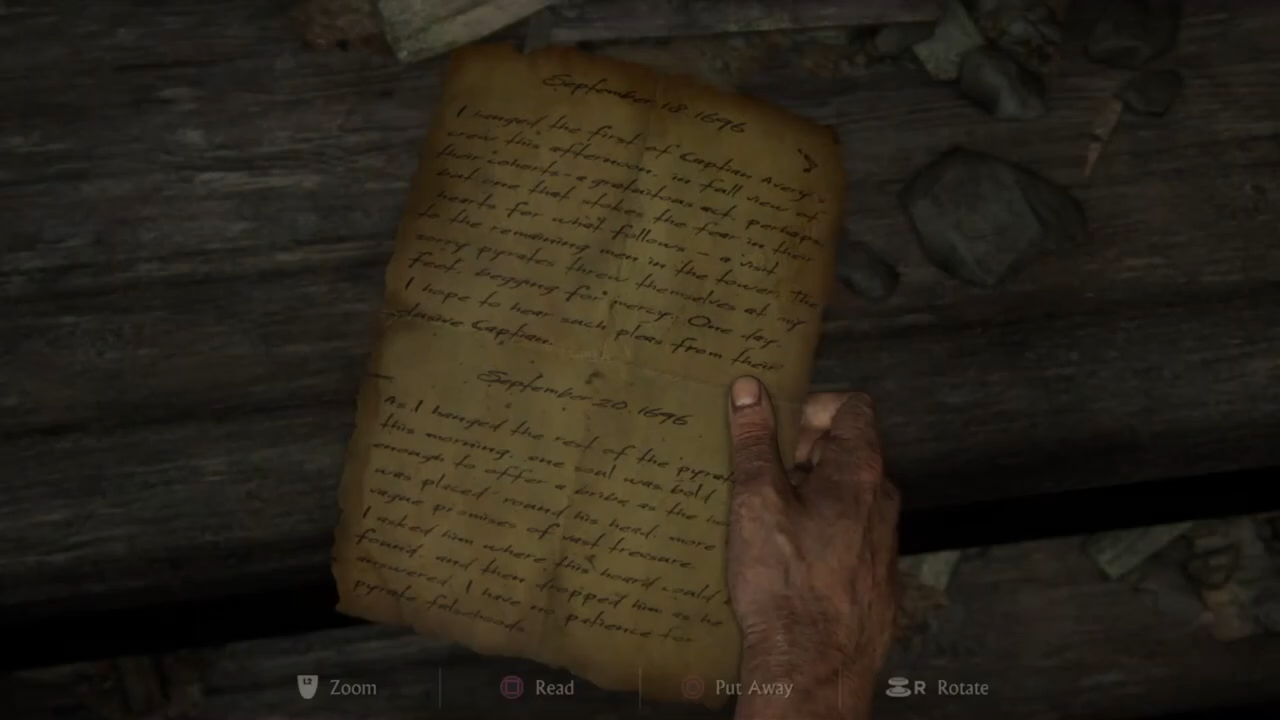 September 18, 1696
I hanged the first of Captian Avery's
crew this afternoon, in full view of
their cohorts - a gratuitous act, perhaps,
but one that stokes the fear in their
hearts for what follows - a visit
to the remaining men in the tower. The
sorry pyrates threw themselves at my
feet, begging for mercy. One day,
I hope to hear such pleas from their
elusive Captian.
September 20, 1696
As I hanged the rest of the
this morning, one soul was bold
enough to offer a bribe as the
was placed 'round his head: more
vague promises of vast treasure.
I asked him where this hoard would
found, and then dropped him as he
answered. I have no patience for
pyrate falsehoods.
L2 Zoom
Read
Put Away
R Rotate